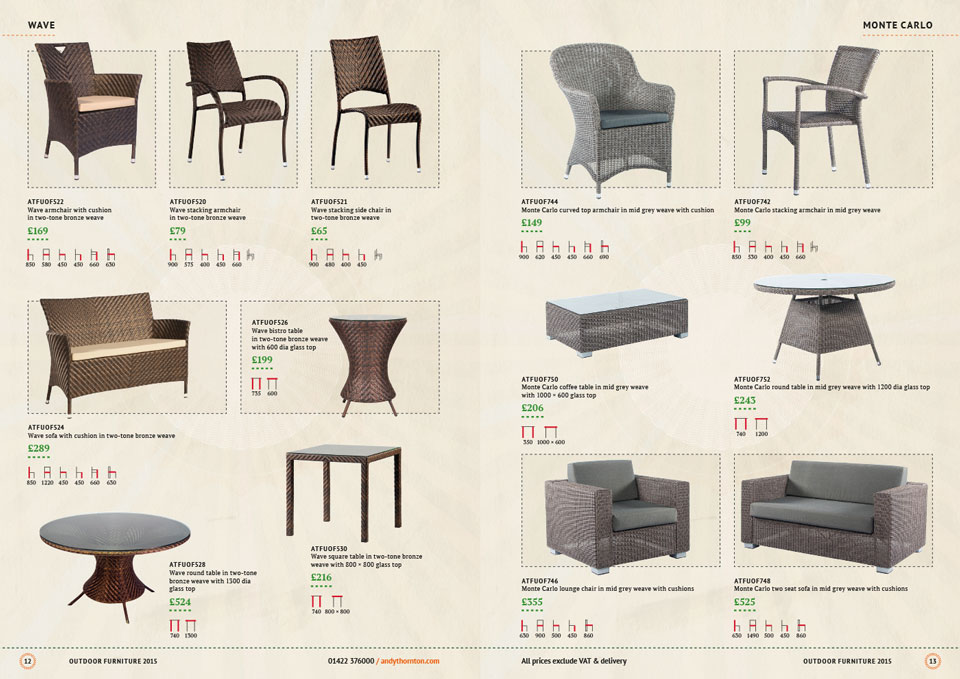 WAVE
ATFUOF522
Wave armchair with cushion
in two-tone bronze weave
£169
850 580 450 450 660 630
ATFUOF520
Wave stacking armchair
in two-tone bronze weave
£79
900 575 400 450 660
ATFUOF521
Wave stacking side chair in
in two-tone bronze weave
£65
900 480 400 450
ATFUOF524
Wave sofa with cushion in two-tone bronze weave
£289
850 1220 450 450 660 630
ATFUOF526
Wave bistro table
in two-tone bronze weave
with 600 dia glass top
£199
735 600
ATFUOF528
Wave round table in two-tone
bronze weave with 1300 dia
glass top
£524
740 1300
ATFUOF530
Wave square table in two-tone bronze
weave with 800 × 800 glass top
£216
740 800 × 800
12 OUTDOOR FURNITURE 2015 01422 376000 / andythornton.com
MONTE CARLO
ATFUOF744
Monte Carlo curved top armchair in mid grey weave with cushion
£149
900 620 450 450 660 690
ATFUOF742
Monte Carlo stacking armchair in mid grey weave
£99
850 530 400 450 660
ATFUOF750
Monte Carlo coffee table in mid grey weave
with 1000 × 600 glass top
£206
350 1000 × 600
ATFUOF752
Monte Carlo round table in mid grey weave with 1200 dia glass top
£243
740 1200
ATFUOF746
Monte Carlo lounge chair in mid grey weave with cushions
£355
630 900 500 450 860
ATFUOF748
Monte Carlo two seat sofa in mid grey weave with cushions
£525
630 1490 500 450 860
All prices exclude VAT & delivery OUTDOOR FURNITURE 2015 13